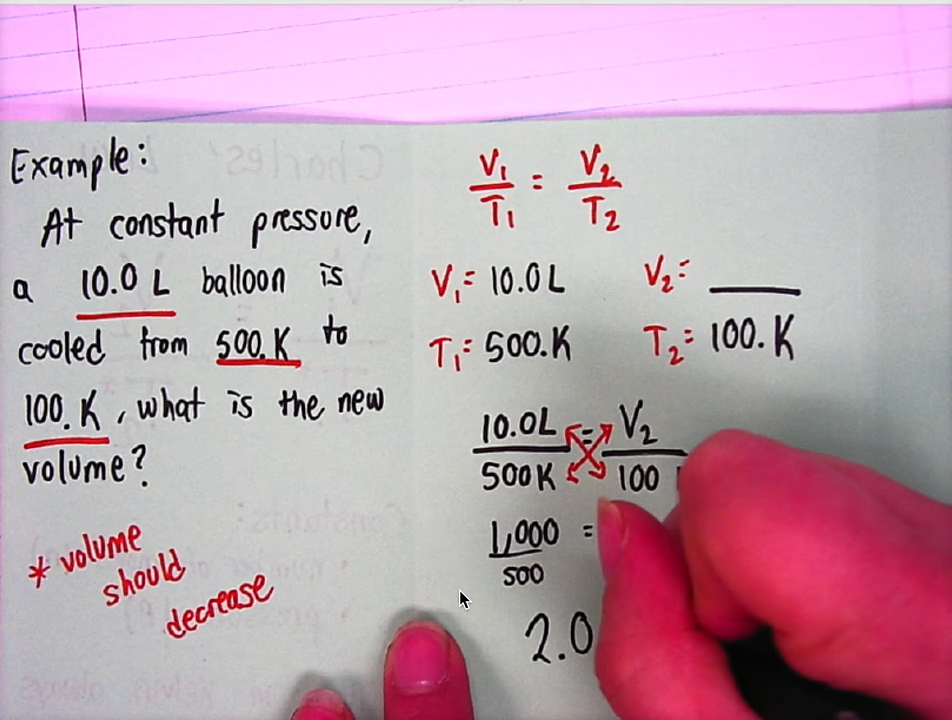 Example:
At constant pressure,
a 10.0 L balloon is
cooled from 500. K to
100. K, what is the new
volume?
* volume
should
decrease
V₁/T₁ = V₂/T₂
V₁= 10.0L V₂= ___
T₁= 500.K T₂= 100.K
10.0L/500K = V₂/100
1,000/500 =
2.0